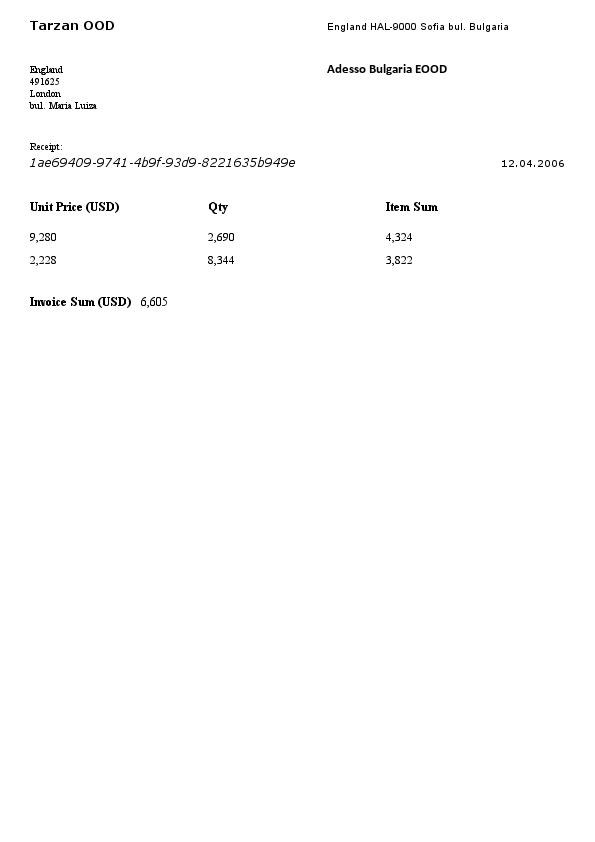 Tarzan OOD
England HAL-9000 Sofia bul. Bulgaria
England
491625
London
bul. Maria Luiza
Adesso Bulgaria EOOD
Receipt:
1ae69409-9741-4b9f-93d9-8221635b949e
12.04.2006
Unit Price (USD) Qty Item Sum
9,280 2,690 4,324
2,228 8,344 3,822
Invoice Sum (USD) 6,605